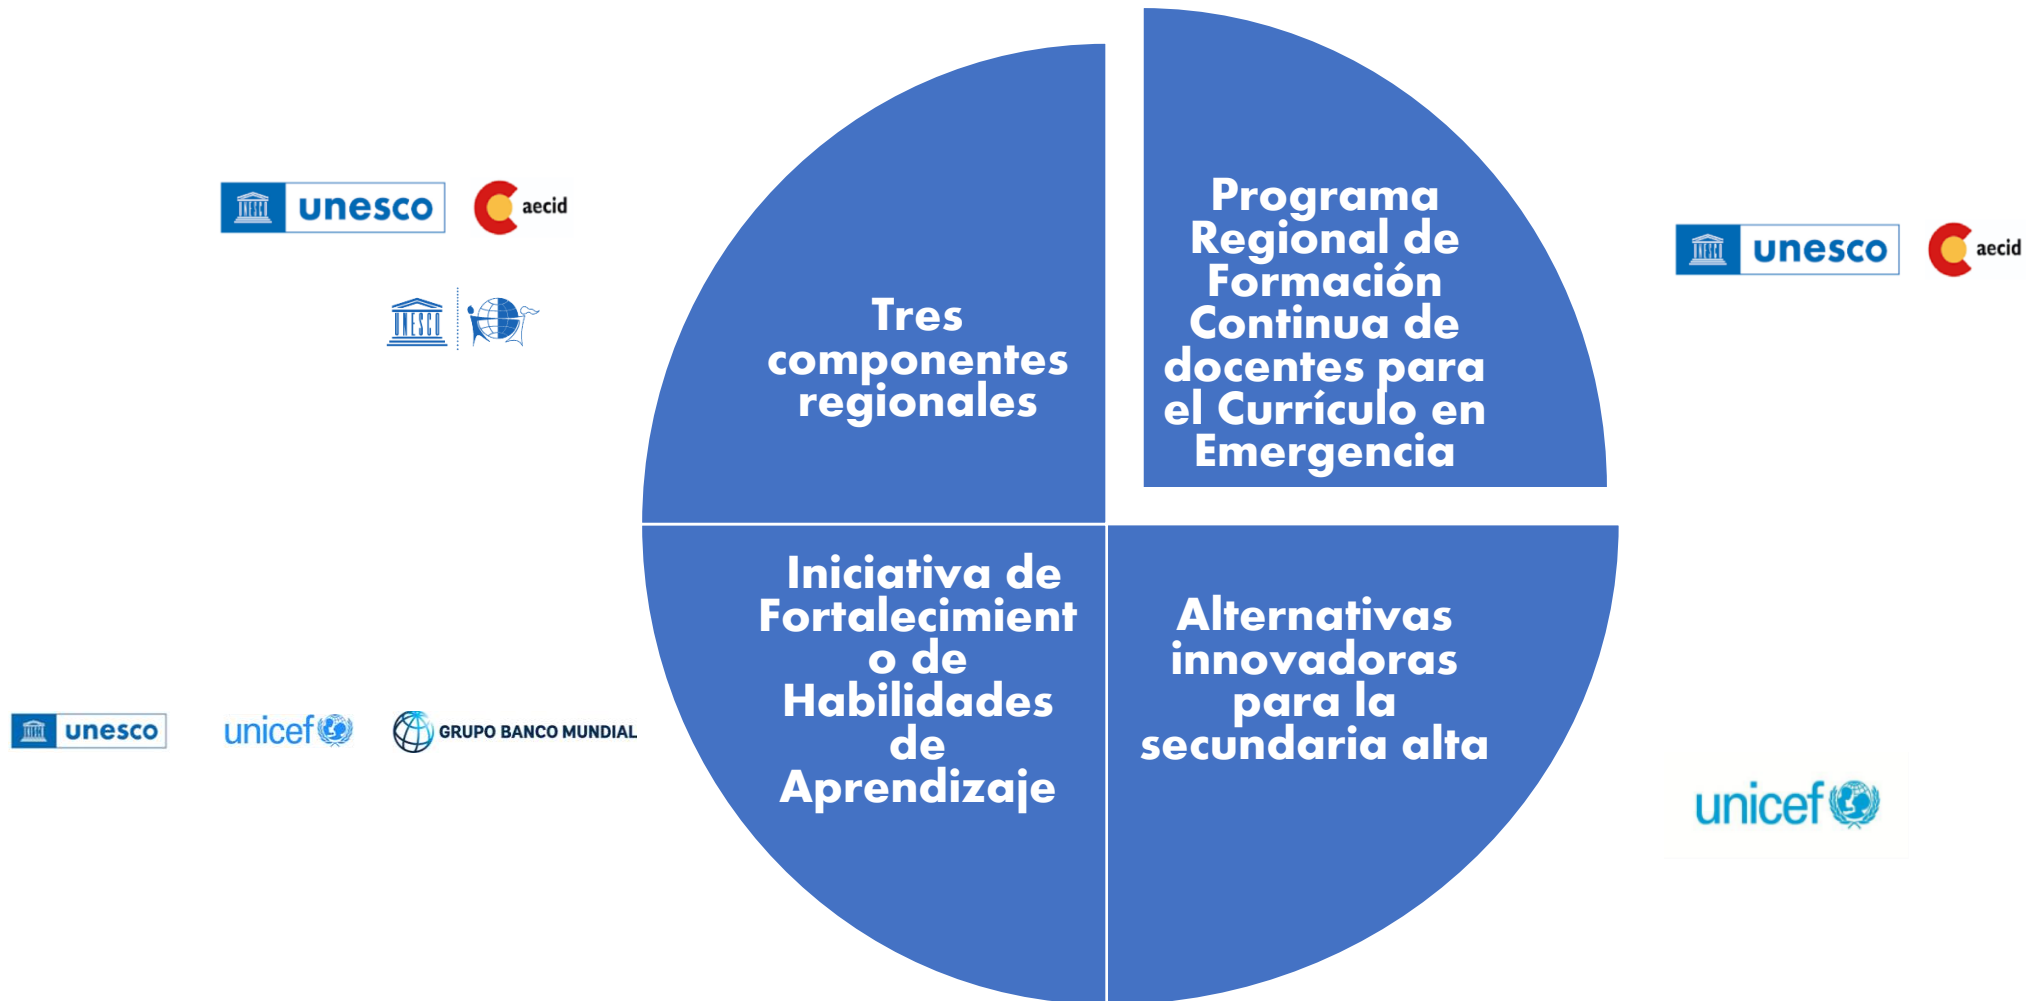 unesco
aecid
UNESCO
Tres
componentes
regionales
Programa
Regional de
Formación
Continua de
docentes para
el Currículo en
Emergencia
unesco
aecid
unesco
unicef
GRUPO BANCO MUNDIAL
Iniciativa de
Fortalecimient
o de
Habilidades
de
Aprendizaje
Alternativas
innovadoras
para la
secundaria alta
unicef